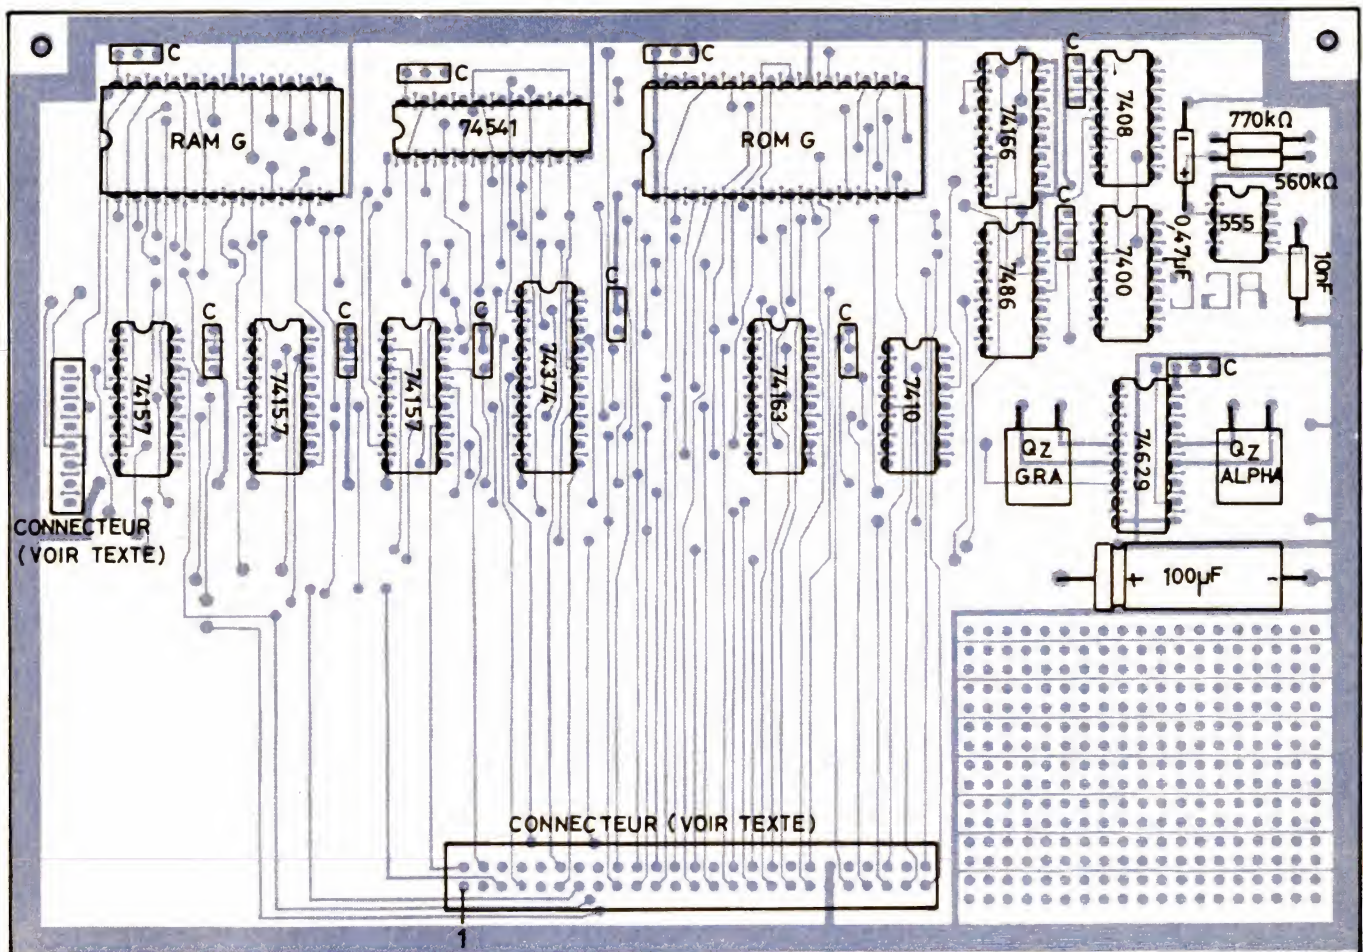 C
C
C
C
RAM G
74541
ROM G
74166
7408
770kΩ
560kΩ
555
C
7486
7400
0,47µF
10nF
C
C
C
C
C
C
74157
74157
74157
74374
74163
7410
74629
QZ
GRA
QZ
ALPHA
CONNECTEUR
(VOIR TEXTE)
+ 100µF -
CONNECTEUR (VOIR TEXTE)
1